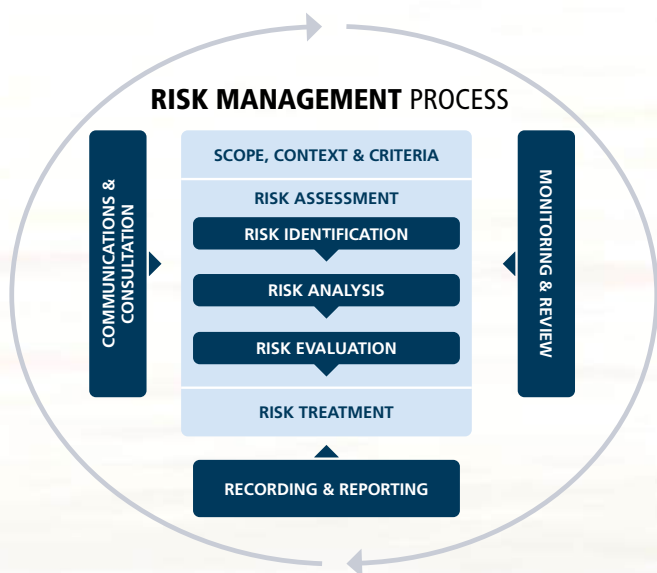 RISK MANAGEMENT PROCESS
COMMUNICATIONS &
CONSULTATION
SCOPE, CONTEXT & CRITERIA
RISK ASSESSMENT
RISK IDENTIFICATION
RISK ANALYSIS
RISK EVALUATION
RISK TREATMENT
MONITORING & REVIEW
RECORDING & REPORTING